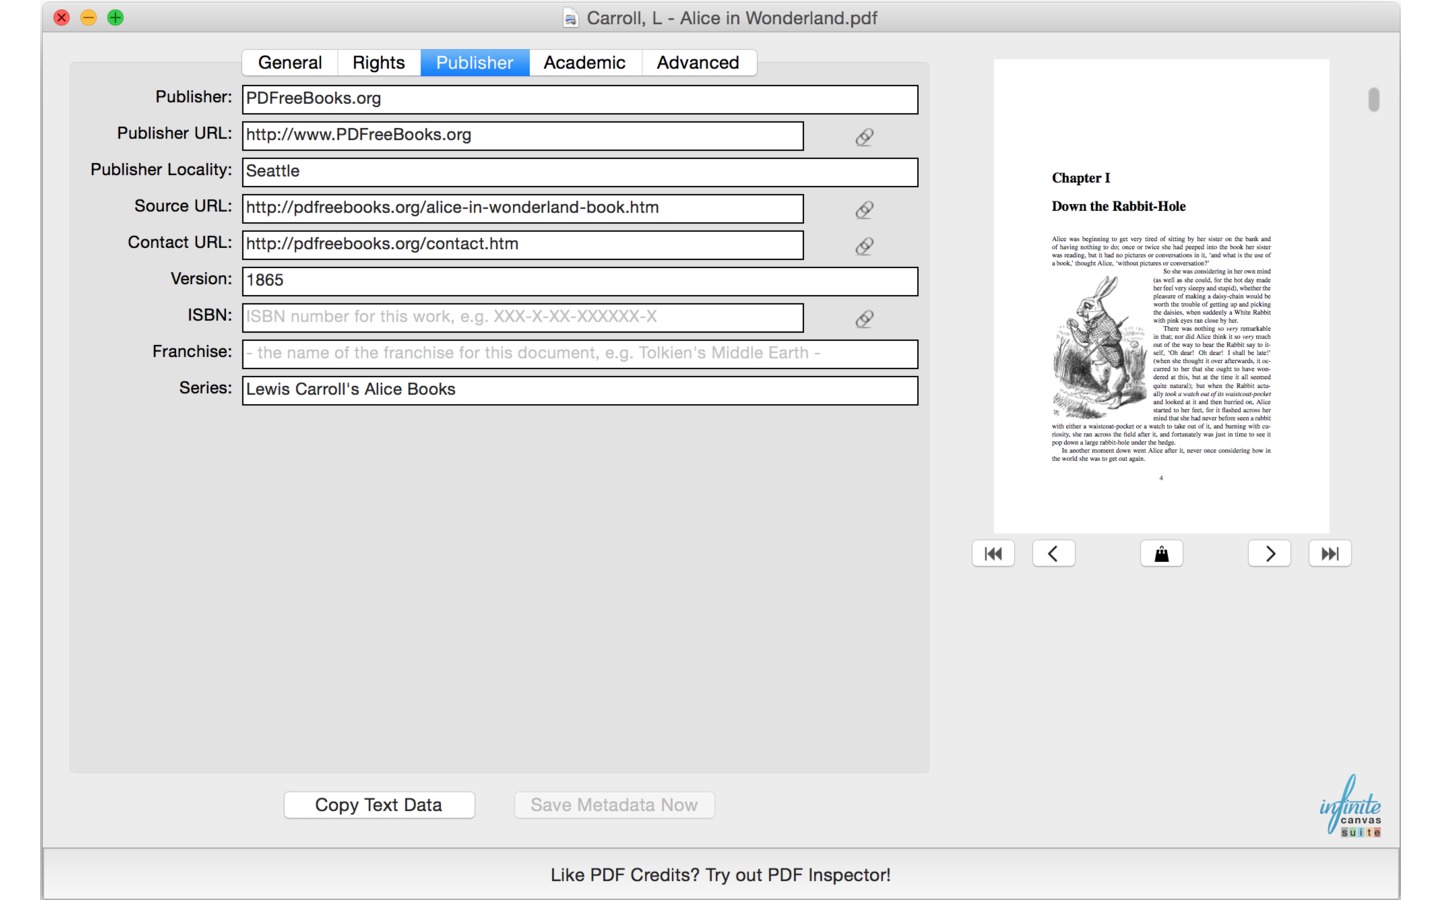 Carroll, L - Alice in Wonderland.pdf
General Rights Publisher Academic Advanced
Publisher: PDFreeBooks.org
Publisher URL: http://www.PDFreeBooks.org
Publisher Locality: Seattle
Source URL: http://pdfreebooks.org/alice-in-wonderland-book.htm
Contact URL: http://pdfreebooks.org/contact.htm
Version: 1865
ISBN: ISBN number for this work, e.g. XXX-X-XX-XXXXXX-X
Franchise: - the name of the franchise for this document, e.g. Tolkien's Middle Earth -
Series: Lewis Carroll's Alice Books
Copy Text Data Save Metadata Now
Chapter I
Down the Rabbit-Hole
Alice was beginning to get very tired of sitting by her sister on the bank and
of having nothing to do: once or twice she had peeped into the book her sister
was reading, but it had no pictures or conversations in it, 'and what is the use of
a book,' thought Alice, 'without pictures or conversation?'
So she was considering in her own mind
(as well as she could, for the hot day made
her feel very sleepy and stupid), whether the
pleasure of making a daisy-chain would be
worth the trouble of getting up and picking
the daisies, when suddenly a White Rabbit
with pink eyes ran close by her.
There was nothing so very remarkable
in that; nor did Alice think it so very much
out of the way to hear the Rabbit say to it-
self, 'Oh dear! Oh dear! I shall be late!'
(when she thought it over afterwards, it oc-
curred to her that she ought to have won-
dered at this, but at the time it all seemed
quite natural); but when the Rabbit actu-
ally took a watch out of its waistcoat-pocket
and looked at it and then hurried on, Alice
started to her feet, for it flashed across her
mind that she had never before seen a rabbit
with either a waistcoat-pocket or a watch to take out of it, and burning with cu-
riosity, she ran across the field after it, and fortunately was just in time to see it
pop down a large rabbit-hole under the hedge.
In another moment down went Alice after it, never once considering how in
the world she was to get out again.
4
infinite
canvas
suite
Like PDF Credits? Try out PDF Inspector!